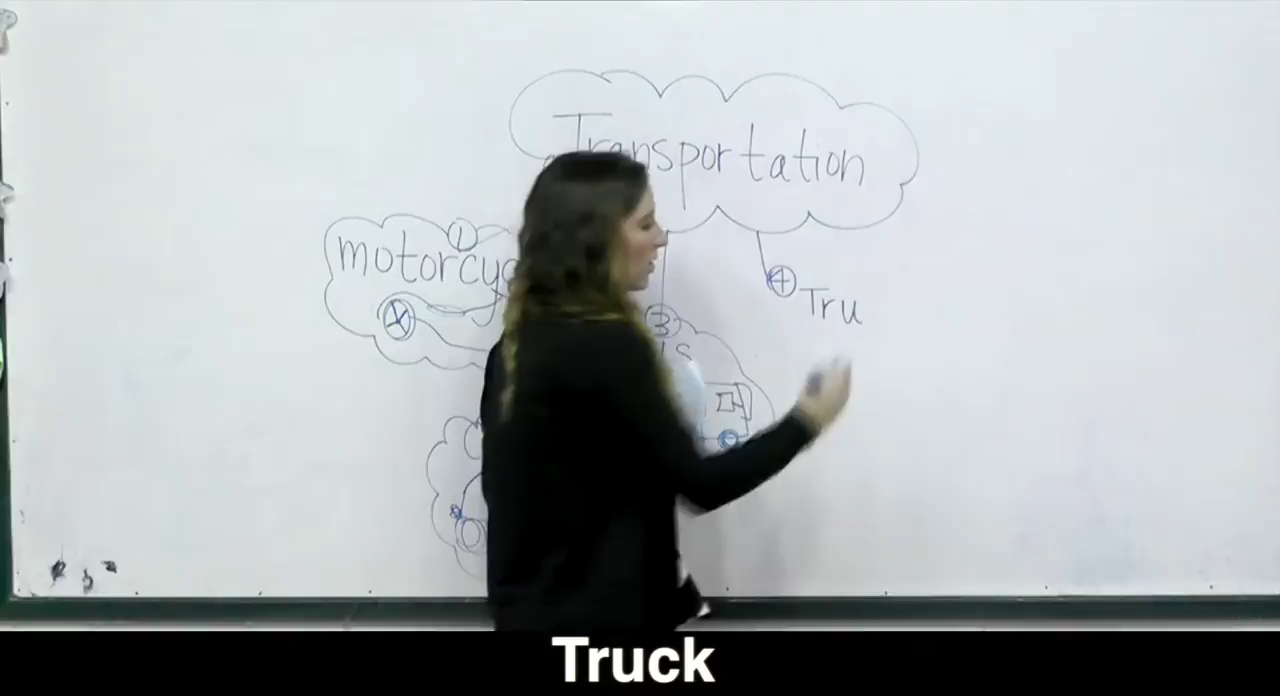 Transportation
① motorcyc
④ Tru
③
Truck